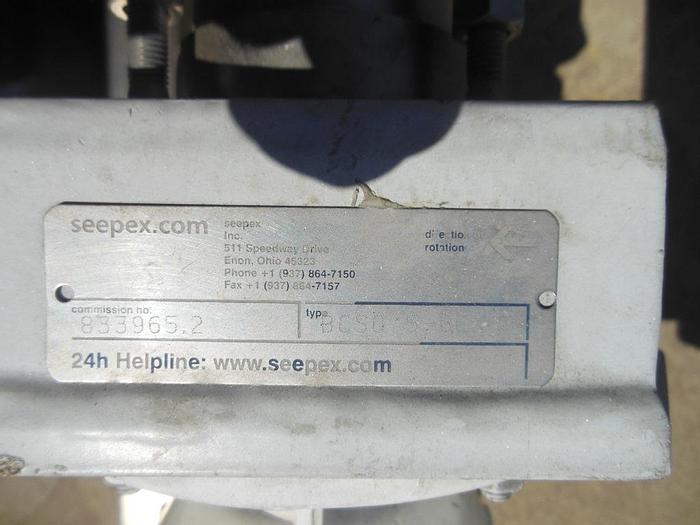 seepex.com
seepex
Inc.
511 Speedway Drive
Enon, Ohio 45323
Phone +1 (937) 864-7150
Fax +1 (937) 864-7157
rotation
commission no:
833965.2
type
24h Helpline: www.seepex.com